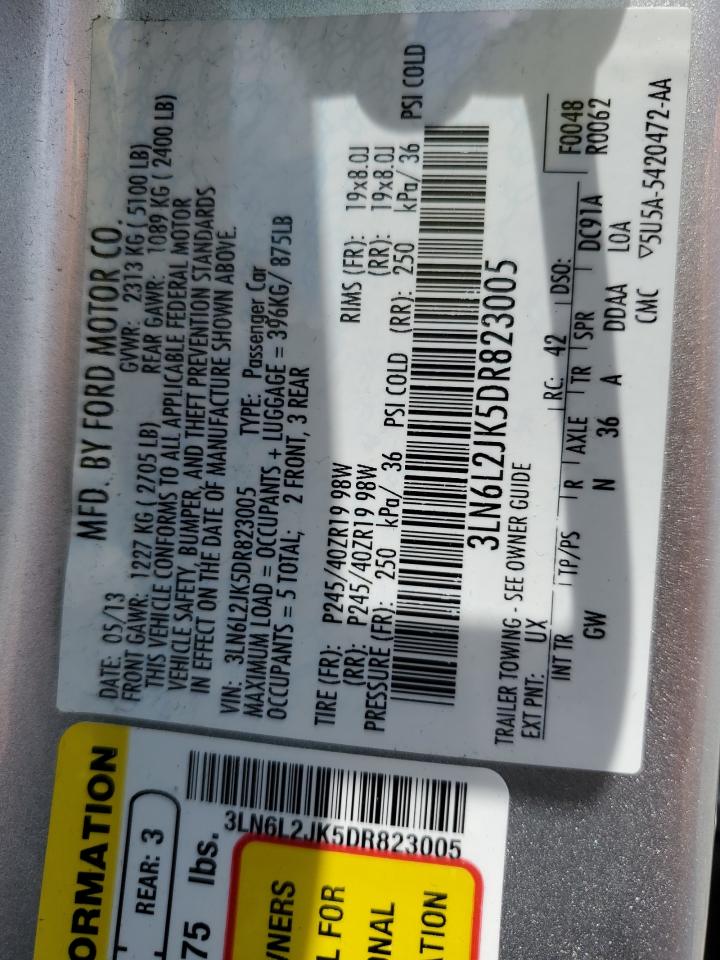 MFD. BY FORD MOTOR CO.
DATE: 05/13 GVWR: 2313 KG ( 5100 LB)
FRONT GAWR: 1227 KG ( 2705 LB) REAR GAWR: 1089 KG ( 2400 LB)
THIS VEHICLE CONFORMS TO ALL APPLICABLE FEDERAL MOTOR
VEHICLE SAFETY, BUMPER, AND THEFT PREVENTION STANDARDS
IN EFFECT ON THE DATE OF MANUFACTURE SHOWN ABOVE.
VIN: 3LN6L2JK5DR823005 TYPE: Passenger Car
MAXIMUM LOAD = OCCUPANTS + LUGGAGE = 396KG/ 875LB
OCCUPANTS = 5 TOTAL, 2 FRONT, 3 REAR
TIRE (FR): P245/40ZR19 98W RIMS (FR): 19x8.0J
(RR): P245/40ZR19 98W (RR): 19x8.0J
PRESSURE (FR): 250 kPa/ 36 PSI COLD (RR): 250 kPa/ 36 PSI COLD
3LN6L2JK5DR823005
TRAILER TOWING - SEE OWNER GUIDE
EXT PNT: UX RC: 42 DSO: F0048
R0062
INT TR TP/PS R AXLE TR SPR DC91A
GW N 36 A DDAA LOA
CMC ▽5U5A-5420472-AA
ORMATION
REAR: 3
75 lbs.
3LN6L2JK5DR823005
WNERS
L FOR
ONAL
ATION